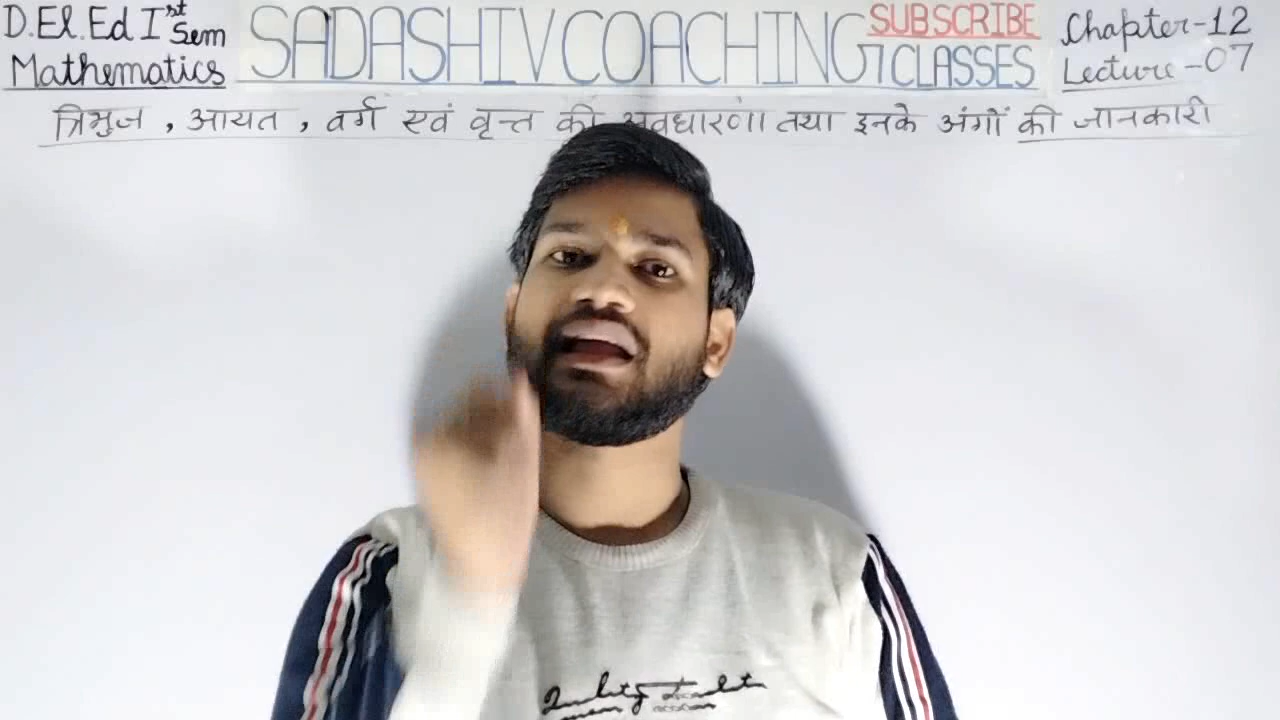 D.El.Ed Ist Sem
Mathematics
SADASHIV COACHING CLASSES
SUBSCRIBE
Chapter-12
Lecture-07
त्रिभुज , आयत , वर्ग एवं वृत्त की अवधारणा तथा इनके अंगों की जानकारी